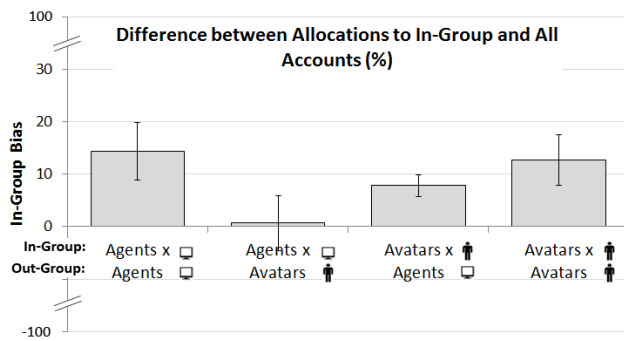 Difference between Allocations to In-Group and All
Accounts (%)
In-Group Bias
100
30
20
10
0
-100
In-Group: Agents x Agents x Avatars x Avatars x
Out-Group: Agents Avatars Agents Avatars